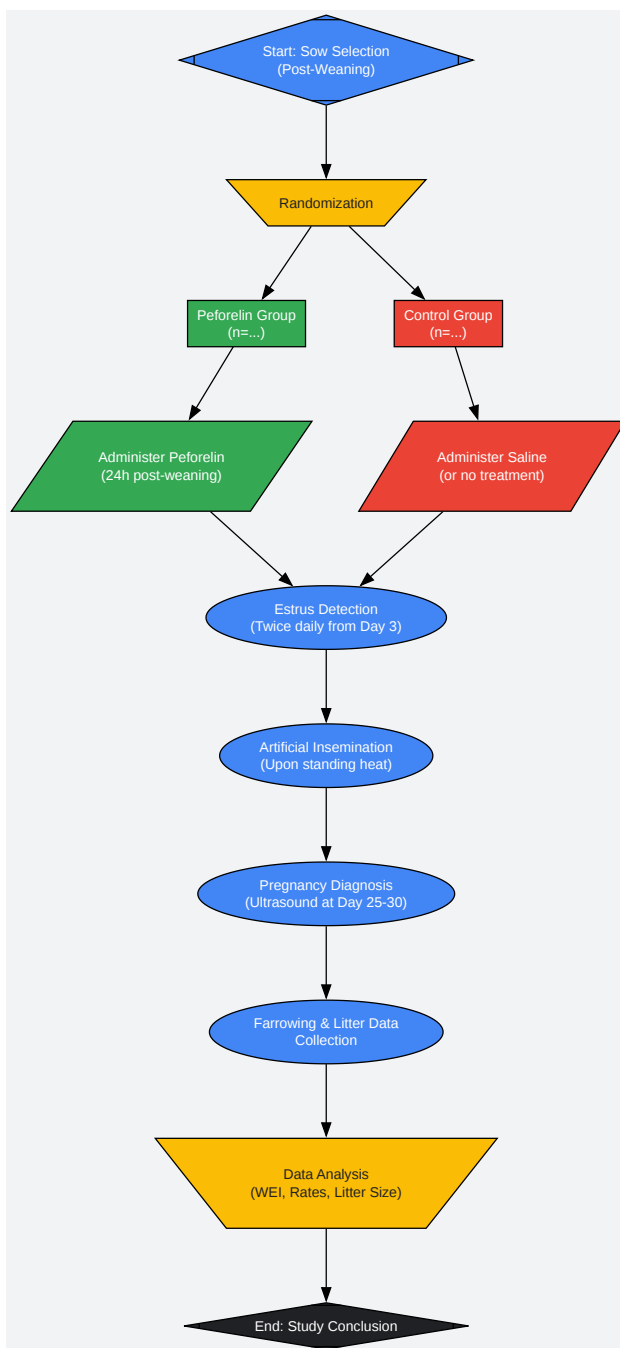 Start: Sow Selection
(Post-Weaning)
Randomization
Peforelin Group
(n=...)
Control Group
(n=...)
Administer Peforelin
(24h post-weaning)
Administer Saline
(or no treatment)
Estrus Detection
(Twice daily from Day 3)
Artificial Insemination
(Upon standing heat)
Pregnancy Diagnosis
(Ultrasound at Day 25-30)
Farrowing & Litter Data
Collection
Data Analysis
(WEI, Rates, Litter Size)
End: Study Conclusion